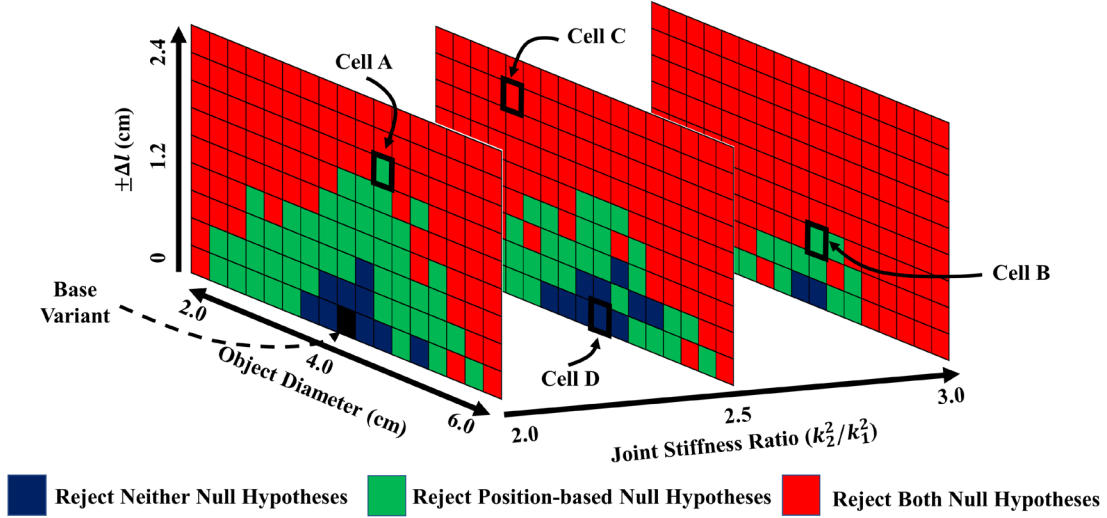 Cell C
Cell A
2.4
1.2
0
±Δl (cm)
Cell B
Base
Variant
2.0
4.0
6.0
Object Diameter (cm)
Cell D
2.0
2.5
3.0
Joint Stiffness Ratio (k₂²/k₁²)
Reject Neither Null Hypotheses
Reject Position-based Null Hypotheses
Reject Both Null Hypotheses